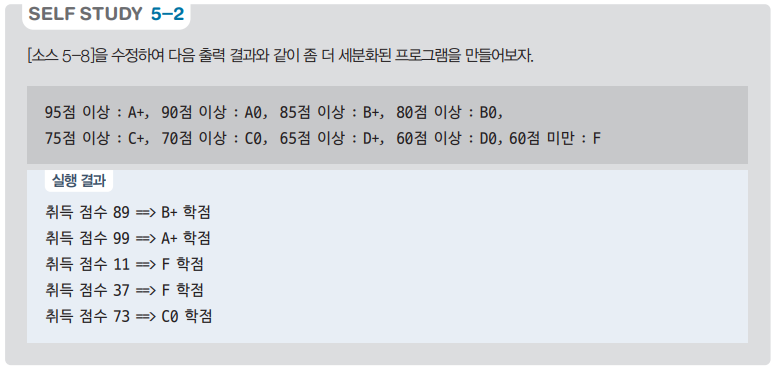 SELF STUDY 5-2
[소스 5-8]을 수정하여 다음 출력 결과와 같이 좀 더 세분화된 프로그램을 만들어보자.
95점 이상 : A+, 90점 이상 : A0, 85점 이상 : B+, 80점 이상 : B0,
75점 이상 : C+, 70점 이상 : C0, 65점 이상 : D+, 60점 이상 : D0, 60점 미만 : F
실행 결과
취득 점수 89 ==> B+ 학점
취득 점수 99 ==> A+ 학점
취득 점수 11 ==> F 학점
취득 점수 37 ==> F 학점
취득 점수 73 ==> C0 학점